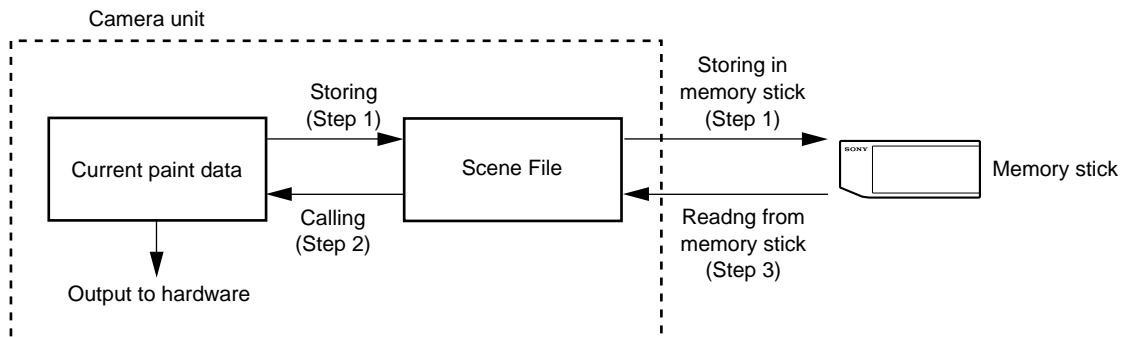 Camera unit
Storing
(Step 1)
Storing in
memory stick
(Step 1)
Current paint data
Scene File
SONY
Memory stick
Calling
(Step 2)
Readng from
memory stick
(Step 3)
Output to hardware